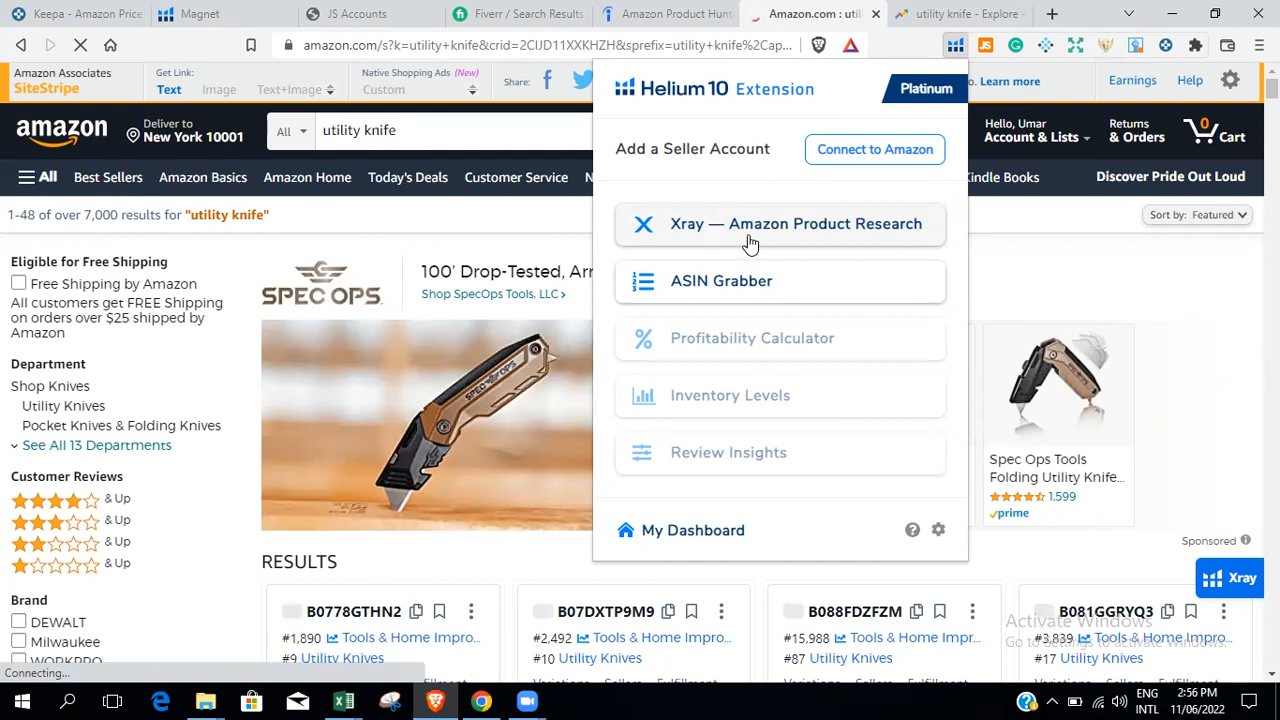 Keepa - Amazon Price
Magnet
JS Accounts
Fiverr / Search Results
Amazon Product Hunt
Amazon.com : uti
utility knife - Explore -
amazon.com/s?k=utility+knife&crid=2CIJD11XXKHZH&sprefix=utility+knife%2Cap...
Amazon Associates
SiteStripe
Get Link:
Text
Image
Text+Image
Native Shopping Ads (New)
Custom
Share:
Learn more
Earnings
Help
amazon
Deliver to
New York 10001
All
utility knife
Hello, Umar
Account & Lists
Returns
& Orders
0
Cart
All
Best Sellers
Amazon Basics
Amazon Home
Today's Deals
Customer Service
Kindle Books
Discover Pride Out Loud
1-48 of over 7,000 results for "utility knife"
Sort by: Featured
Helium 10 Extension
Platinum
Add a Seller Account
Connect to Amazon
Xray — Amazon Product Research
ASIN Grabber
Profitability Calculator
Inventory Levels
Review Insights
My Dashboard
Eligible for Free Shipping
Free Shipping by Amazon
All customers get FREE Shipping
on orders over $25 shipped by
Amazon
Department
Shop Knives
Utility Knives
Pocket Knives & Folding Knives
See All 13 Departments
Customer Reviews
& Up
& Up
& Up
& Up
Brand
DEWALT
Milwaukee
WORKPRO
SPEC OPS
100' Drop-Tested, Arm
Shop SpecOps Tools, LLC
SPEC OPS
Spec Ops Tools
Folding Utility Knife...
1,599
prime
Sponsored
Xray
RESULTS
B0778GTHN2
#1,890 Tools & Home Impro...
#9 Utility Knives
B07DXTP9M9
#2,492 Tools & Home Impro...
#10 Utility Knives
B088FDZFZM
#15,988 Tools & Home Impr...
#87 Utility Knives
B081GGRYQ3
#3,839 Tools & Home Impro...
#17 Utility Knives
Variations Sellers Fulfillment
Activate Windows
Go to Settings to activate Windows.
Connecting...
ENG
INTL
2:56 PM
11/06/2022